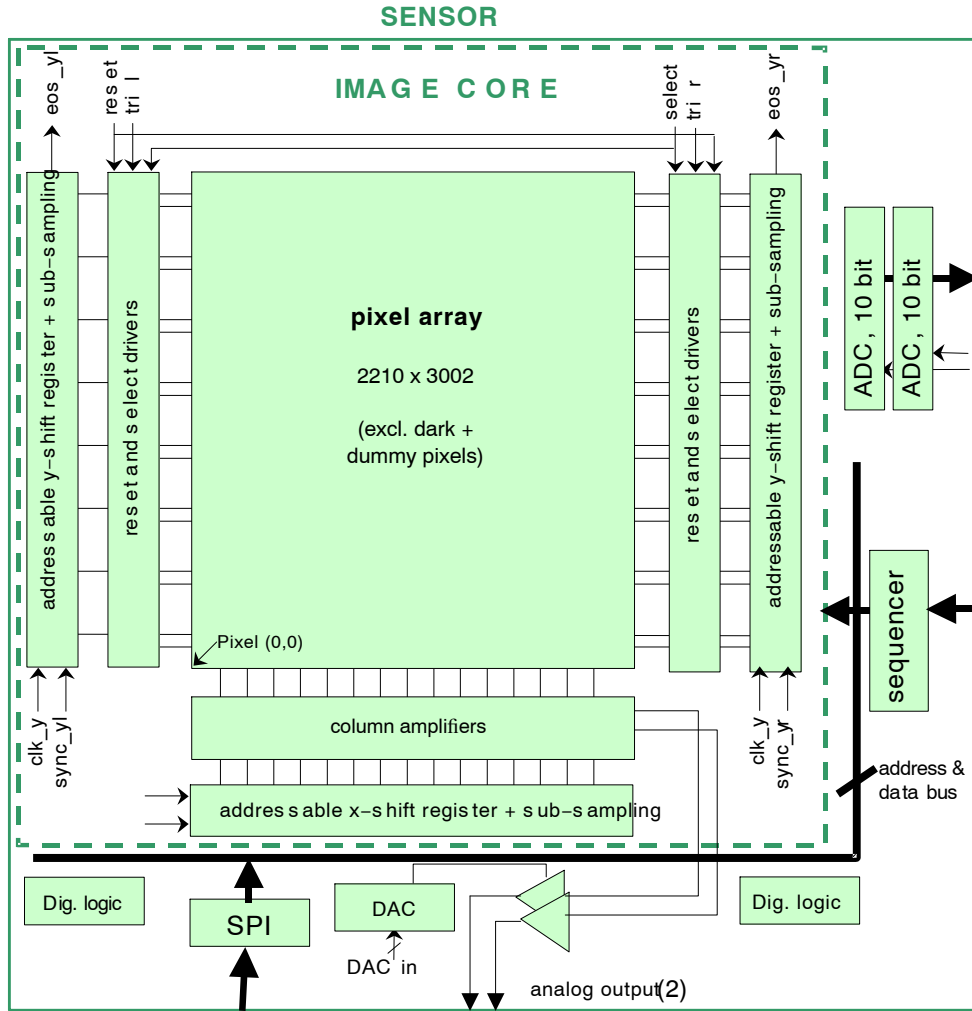 SENSOR
IMAGE CORE
eos_yl
reset
tri_l
select
tri_r
eos_yr
addressable y-shift register + sub-sampling
reset and select drivers
pixel array
2210 x 3002
(excl. dark +
dummy pixels)
Pixel (0,0)
reset and select drivers
addressable y-shift register + sub-sampling
ADC, 10 bit
ADC, 10 bit
sequencer
clk_y
sync_yl
column amplifiers
clk_y
sync_yr
address &
data bus
addressable x-shift register + sub-sampling
Dig. logic
SPI
DAC
DAC in
Dig. logic
analog output(2)